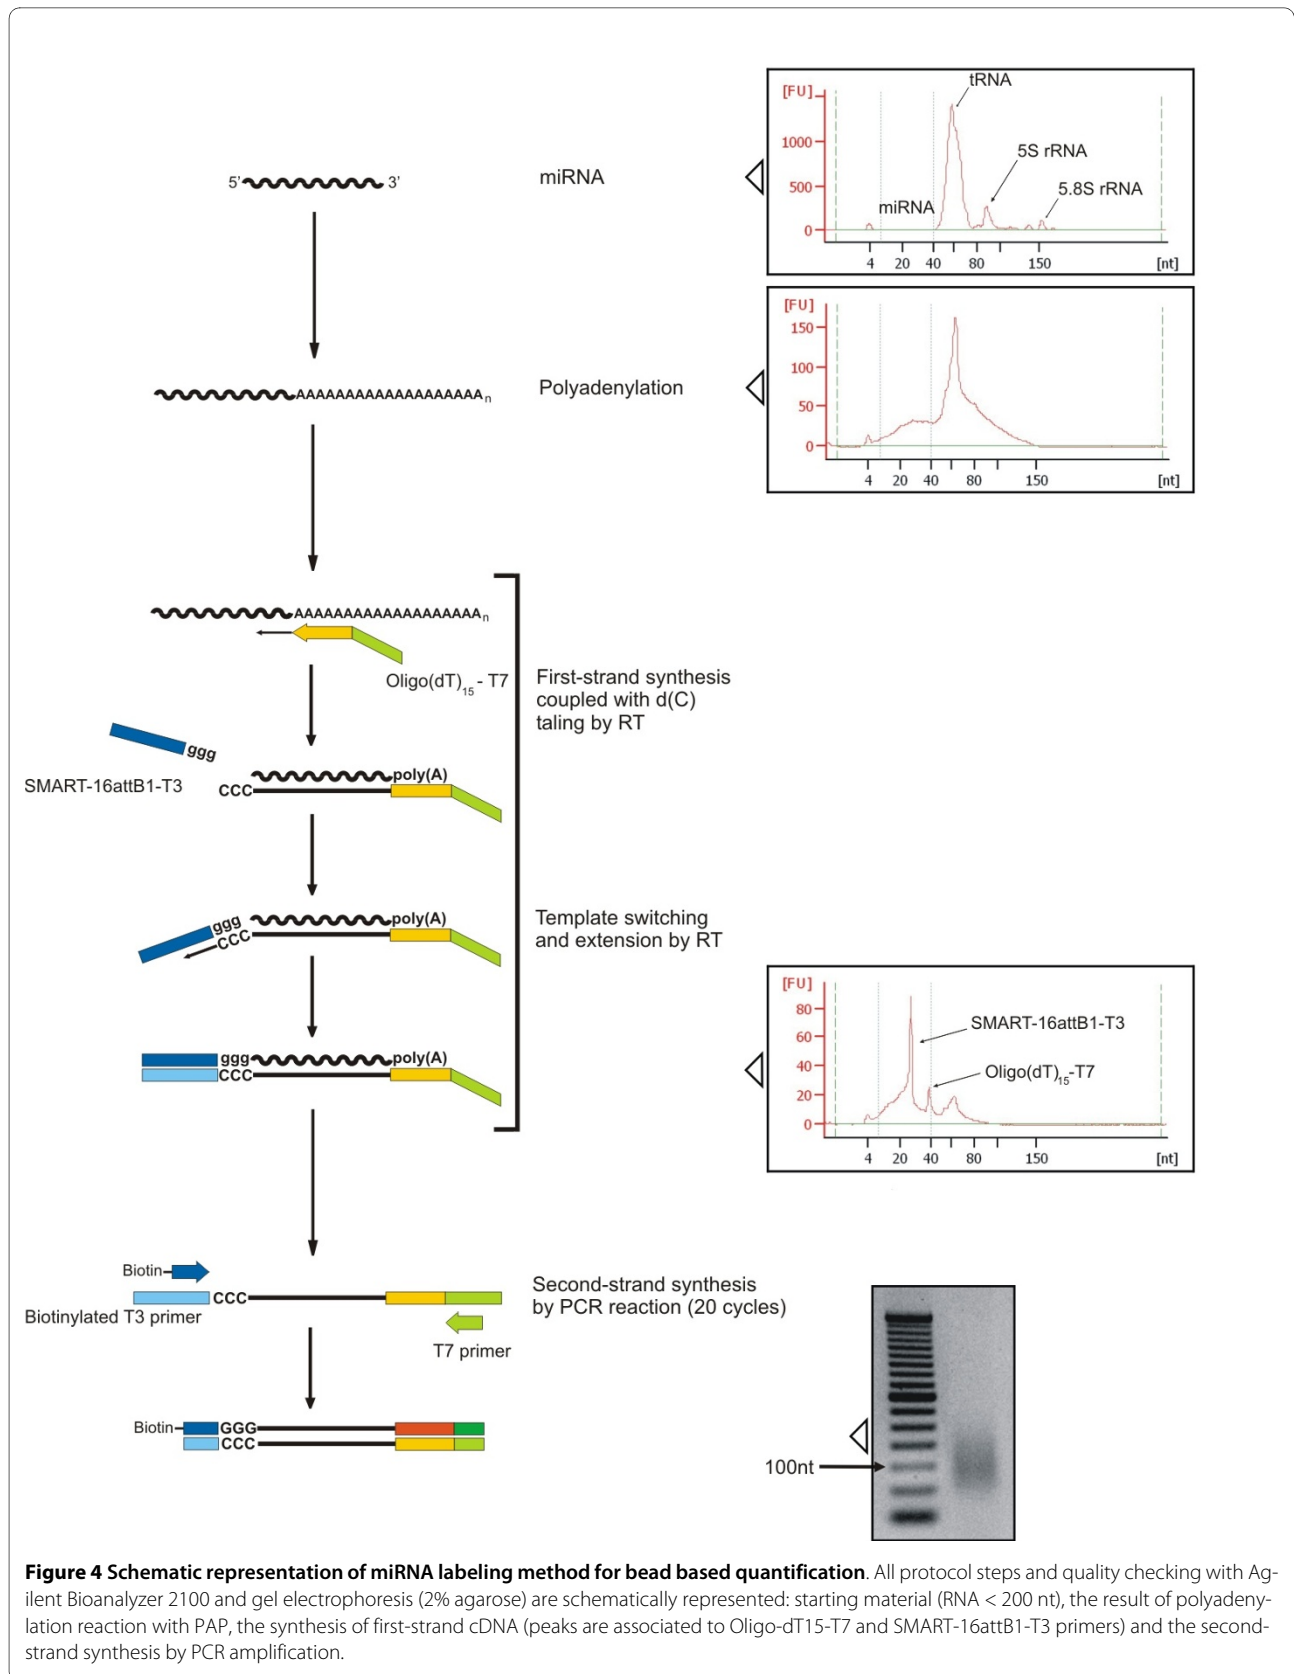 [FU]
tRNA
1000
5S rRNA
500
5.8S rRNA
miRNA
0
4 20 40 80 150 [nt]
5' 3' miRNA
[FU]
150
100
50
0
4 20 40 80 150 [nt]
AAAAAAAAAAAAAAAAAAAn
Polyadenylation
AAAAAAAAAAAAAAAAAAAn
Oligo(dT)15 - T7
First-strand synthesis
coupled with d(C)
taling by RT
ggg
SMART-16attB1-T3
poly(A)
CCC
ggg
poly(A)
CCC
Template switching
and extension by RT
ggg
poly(A)
CCC
[FU]
80
SMART-16attB1-T3
60
40
Oligo(dT)15-T7
20
0
4 20 40 80 150 [nt]
Biotin
CCC
Biotinylated T3 primer
T7 primer
Second-strand synthesis
by PCR reaction (20 cycles)
Biotin GGG
CCC
100nt
Figure 4 Schematic representation of miRNA labeling method for bead based quantification. All protocol steps and quality checking with Ag-
ilent Bioanalyzer 2100 and gel electrophoresis (2% agarose) are schematically represented: starting material (RNA < 200 nt), the result of polyadeny-
lation reaction with PAP, the synthesis of first-strand cDNA (peaks are associated to Oligo-dT15-T7 and SMART-16attB1-T3 primers) and the second-
strand synthesis by PCR amplification.